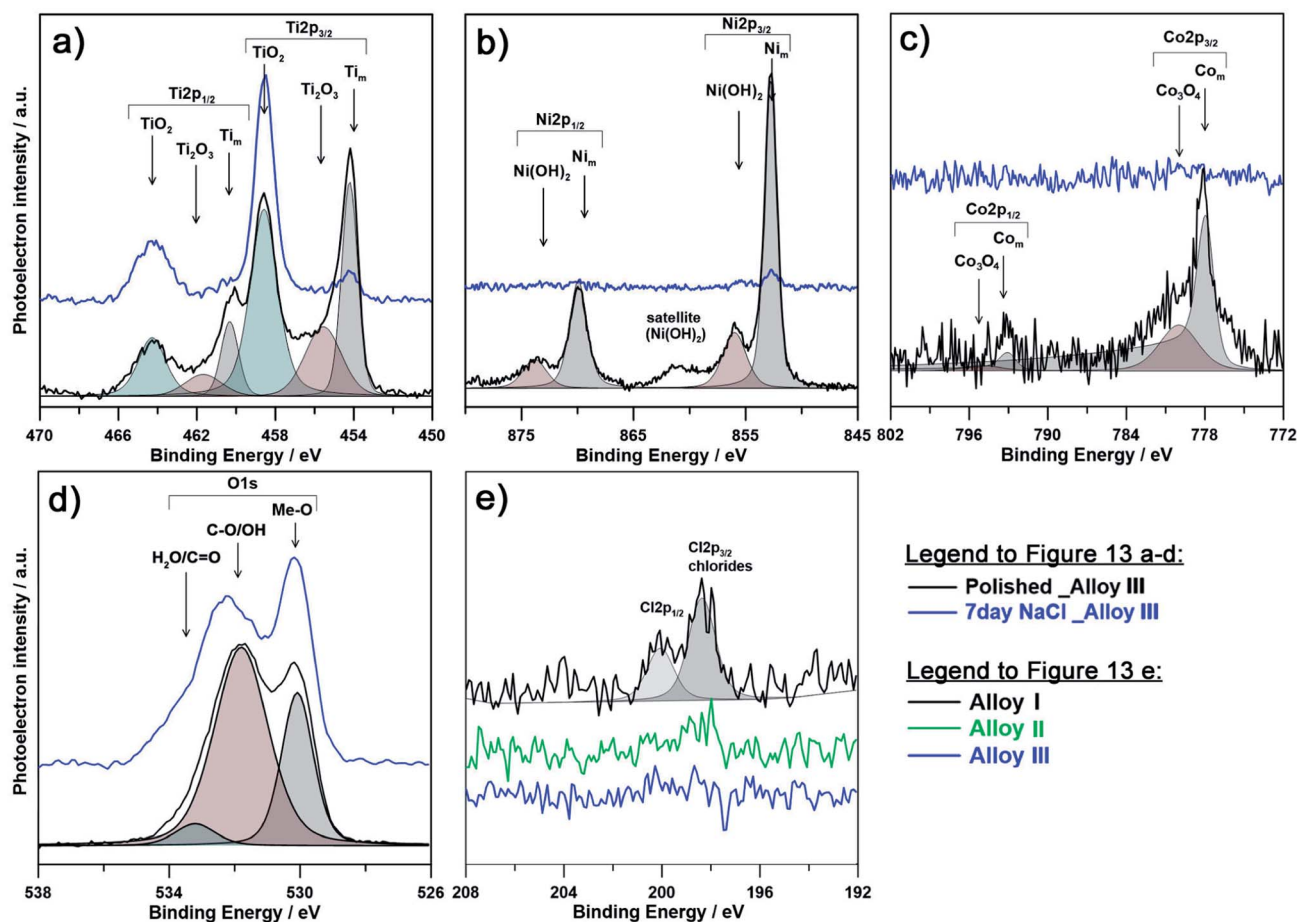 a)
Ti2p3/2
TiO2
Tim
Ti2O3
Ti2p1/2
TiO2
Ti2O3
Tim
Photoelectron intensity / a.u.
470 466 462 458 454 450
Binding Energy / eV
b)
Ni2p3/2
Nim
Ni(OH)2
Ni2p1/2
Nim
Ni(OH)2
satellite
(Ni(OH)2)
875 865 855 845
Binding Energy / eV
c)
Co2p3/2
Com
Co3O4
Co2p1/2
Com
Co3O4
802 796 790 784 778 772
Binding Energy / eV
d)
O1s
Me-O
C-O/OH
H2O/C=O
Photoelectron intensity / a.u.
538 534 530 526
Binding Energy / eV
e)
Cl2p3/2
chlorides
Cl2p1/2
208 204 200 196 192
Binding Energy / eV
Legend to Figure 13 a-d:
Polished _Alloy III
7day NaCl _Alloy III
Legend to Figure 13 e:
Alloy I
Alloy II
Alloy III